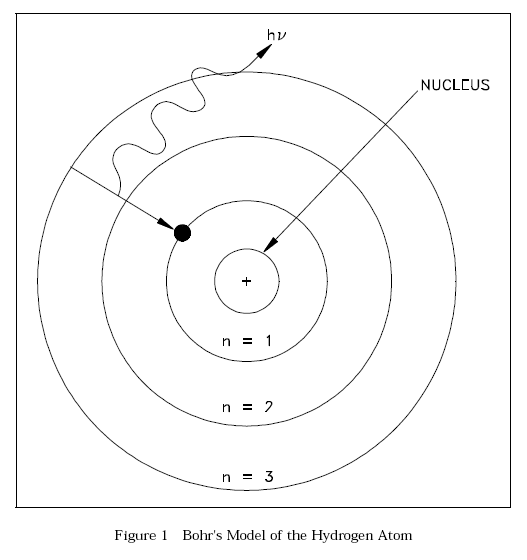 hν
NUCLEUS
+
n = 1
n = 2
n = 3
Figure 1 Bohr's Model of the Hydrogen Atom